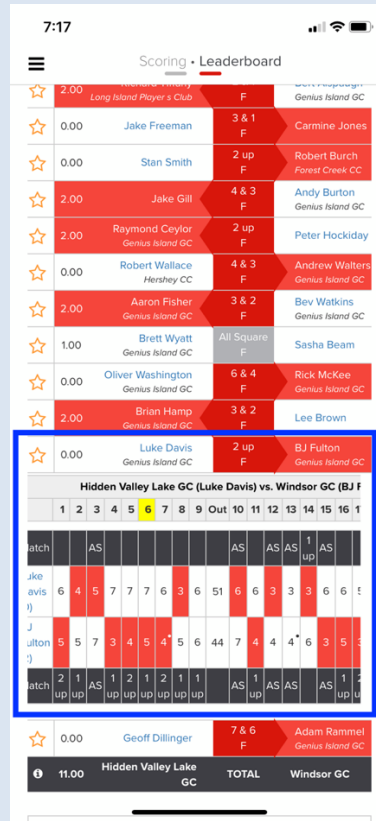 7:17
Scoring • Leaderboard
2.00
Long Island Player s Club
F
Genius Island GC
0.00 Jake Freeman 3 & 1 F Carmine Jones
0.00 Stan Smith 2 up F Robert Burch
Forest Creek CC
2.00 Jake Gill 4 & 3 F Andy Burton
Genius Island GC
2.00 Raymond Ceylor 2 up F Peter Hockiday
Genius Island GC
0.00 Robert Wallace 4 & 3 F Andrew Walters
Hershey CC Genius Island GC
2.00 Aaron Fisher 3 & 2 F Bev Watkins
Genius Island GC Genius Island GC
1.00 Brett Wyatt All Square F Sasha Beam
Genius Island GC
0.00 Oliver Washington 6 & 4 F Rick McKee
Genius Island GC Genius Island GC
2.00 Brian Hamp 3 & 2 F Lee Brown
Genius Island GC
0.00 Luke Davis 2 up F BJ Fulton
Genius Island GC Genius Island GC
Hidden Valley Lake GC (Luke Davis) vs. Windsor GC (BJ
1 2 3 4 5 6 7 8 9 Out 10 11 12 13 14 15 16
atch AS AS AS AS 1 up AS
uke avis 6 4 5 7 7 7 6 3 6 51 6 6 3 3 3 6 6
ulton 5 5 7 3 4 5 4 5 6 44 7 4 4 4 6 3 5
atch 2 up 1 up AS 1 up 2 up 1 up 2 up 1 up 1 up AS 1 up AS AS AS 1 up
0.00 Geoff Dillinger 7 & 6 F Adam Rammel
Genius Island GC
11.00 Hidden Valley Lake GC TOTAL Windsor GC